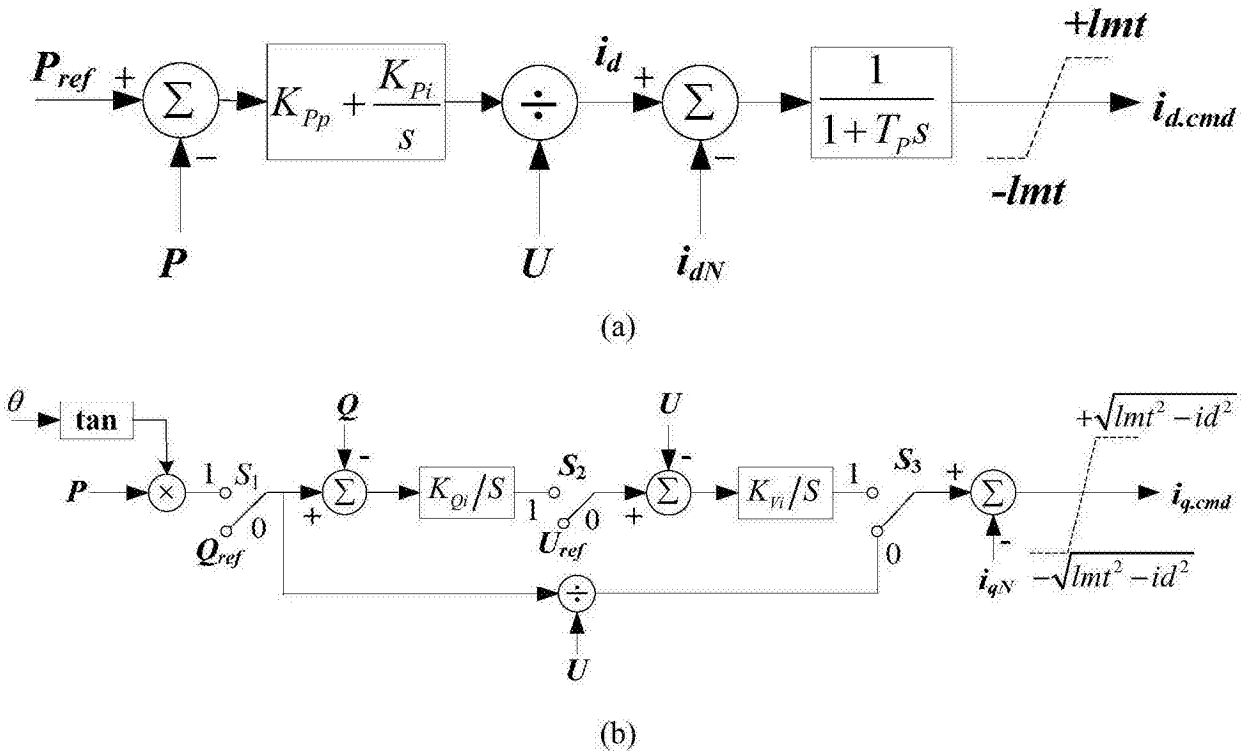 P_ref + Σ − P
K_Pp + K_Pi / s
÷ U
i_d + Σ − i_dN
1 / (1 + T_P s)
+lmt
-lmt
i_d.cmd
(a)
θ tan
P × 1 S_1 0 Q_ref
Q - + Σ
K_Qi/S
S_2 1 0 U_ref
U - + Σ
K_Vi/S
1 S_3 0
÷ U
+ Σ - i_qN
+√(lmt² − id²)
−√(lmt² − id²)
i_q.cmd
(b)